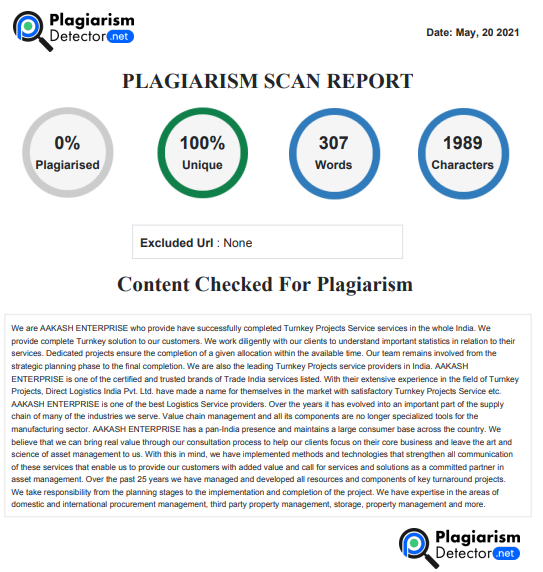 Plagiarism
Detector.net
Date: May, 20 2021
PLAGIARISM SCAN REPORT
0%
Plagiarised
100%
Unique
307
Words
1989
Characters
Excluded Url : None
Content Checked For Plagiarism
We are AAKASH ENTERPRISE who provide have successfully completed Turnkey Projects Service services in the whole India. We
provide complete Turnkey solution to our customers. We work diligently with our clients to understand important statistics in relation to their
services. Dedicated projects ensure the completion of a given allocation within the available time. Our team remains involved from the
strategic planning phase to the final completion. We are also the leading Turnkey Project service providers in India. AAKASH
ENTERPRISE is one of the certified and trusted brands of Trade India services listed. With their extensive experience in the field of Turnkey
Projects, Direct Logistics India Pvt. Ltd. have made a name for themselves in the market with satisfactory Turnkey Projects Service etc.
AAKASH ENTERPRISE is one of the best Logistics Service providers. Over the years it has evolved into an important part of the supply
chain of many of the industries we serve. Value chain management and all its components are no longer specialized tools for the
manufacturing sector. AAKASH ENTERPRISE has a pan-India presence and maintains a large consumer base across the country. We
believe that we can bring real value through our consultation process to help our clients focus on their core business and leave the art and
science of asset management to us. With this in mind, we have implemented methods and technologies that strengthen all communication
of these services that enable us to provide our customers with added value and call for services and solutions as a committed partner in
asset management. Over the past 25 years we have managed and developed all resources and components of key turnaround projects.
We take responsibility from the planning stages to the implementation and completion of the project. We have expertise in the areas of
domestic and international procurement management, third party property management, storage, property management and more.
Plagiarism
Detector.net